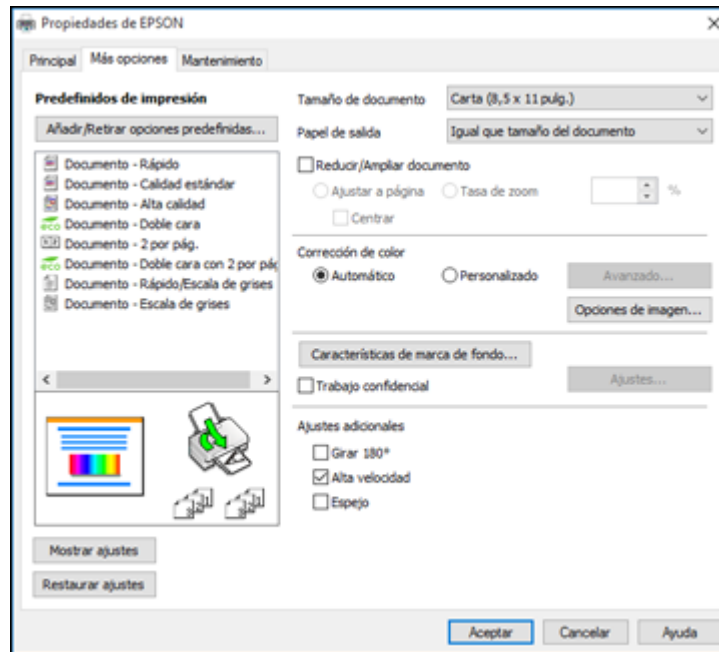 Propiedades de EPSON
Principal
Más opciones
Mantenimiento
Predefinidos de impresión
Añadir/Retirar opciones predefinidas...
Documento - Rápido
Documento - Calidad estándar
Documento - Alta calidad
eco Documento - Doble cara
Documento - 2 por pág.
eco Documento - Doble cara con 2 por pág
Documento - Rápido/Escala de grises
Documento - Escala de grises
Mostrar ajustes
Restaurar ajustes
Tamaño de documento Carta (8,5 x 11 pulg.)
Papel de salida Igual que tamaño del documento
Reducir/Ampliar documento
Ajustar a página Tasa de zoom %
Centrar
Corrección de color
Automático Personalizado Avanzado...
Opciones de imagen...
Características de marca de fondo...
Trabajo confidencial Ajustes...
Ajustes adicionales
Girar 180°
Alta velocidad
Espejo
Aceptar Cancelar Ayuda